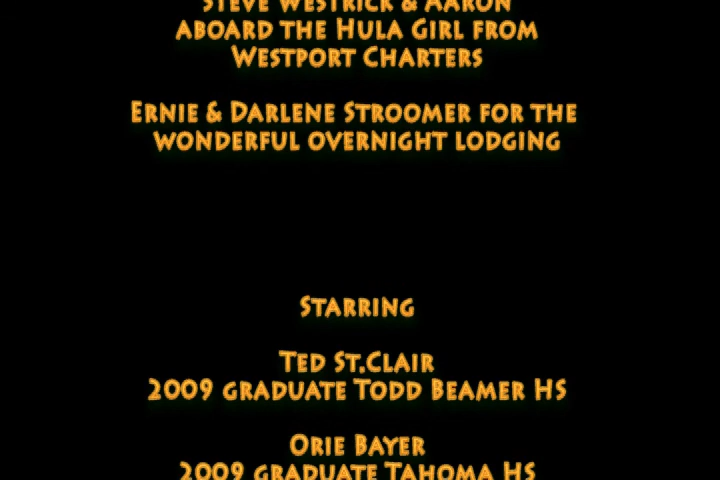 Steve Westrick & Aaron
aboard the Hula Girl from
Westport Charters
Ernie & Darlene Stroomer for the
wonderful overnight lodging
Starring
Ted St.Clair
2009 graduate Todd Beamer HS
Orie Bayer
2009 graduate Tahoma HS